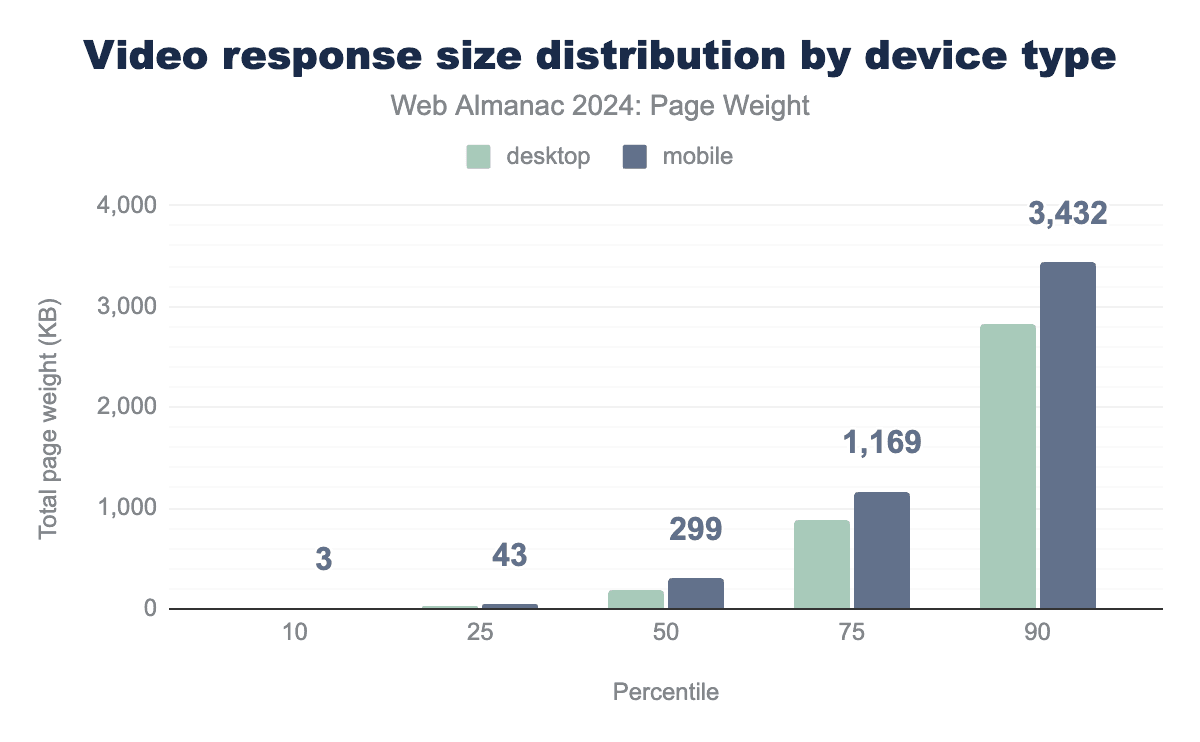 Video response size distribution by device type
Web Almanac 2024: Page Weight
desktop mobile
4,000
3,000
2,000
1,000
0
Total page weight (KB)
3 43 299 1,169 3,432
10 25 50 75 90
Percentile